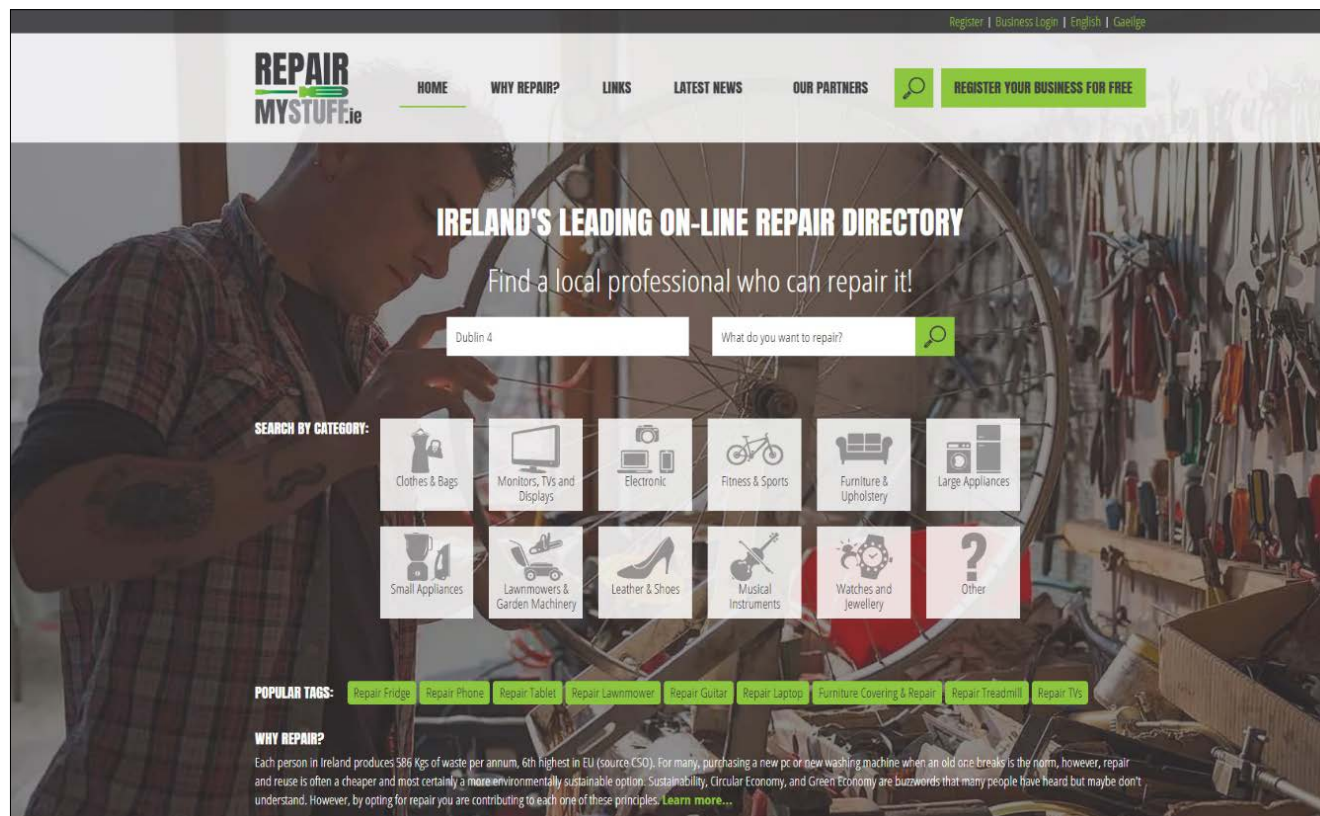 Register | Business Login | English | Gaeilge
REPAIR
MYSTUFF.ie
HOME WHY REPAIR? LINKS LATEST NEWS OUR PARTNERS REGISTER YOUR BUSINESS FOR FREE
IRELAND'S LEADING ON-LINE REPAIR DIRECTORY
Find a local professional who can repair it!
Dublin 4 What do you want to repair?
SEARCH BY CATEGORY:
Clothes & Bags
Monitors, TVs and
Displays
Electronic
Fitness & Sports
Furniture &
Upholstery
Large Appliances
Small Appliances
Lawnmowers &
Garden Machinery
Leather & Shoes
Musical
Instruments
Watches and
Jewellery
?
Other
POPULAR TAGS: Repair Fridge Repair Phone Repair Tablet Repair Lawnmower Repair Guitar Repair Laptop Furniture Covering & Repair Repair Treadmill Repair TVs
WHY REPAIR?
Each person in Ireland produces 586 Kgs of waste per annum, 6th highest in EU (source CSO). For many, purchasing a new pc or new washing machine when an old one breaks is the norm, however, repair
and reuse is often a cheaper and most certainly a more environmentally sustainable option. Sustainability, Circular Economy, and Green Economy are buzzwords that many people have heard but maybe don't
understand. However, by opting for repair you are contributing to each one of these principles. Learn more...